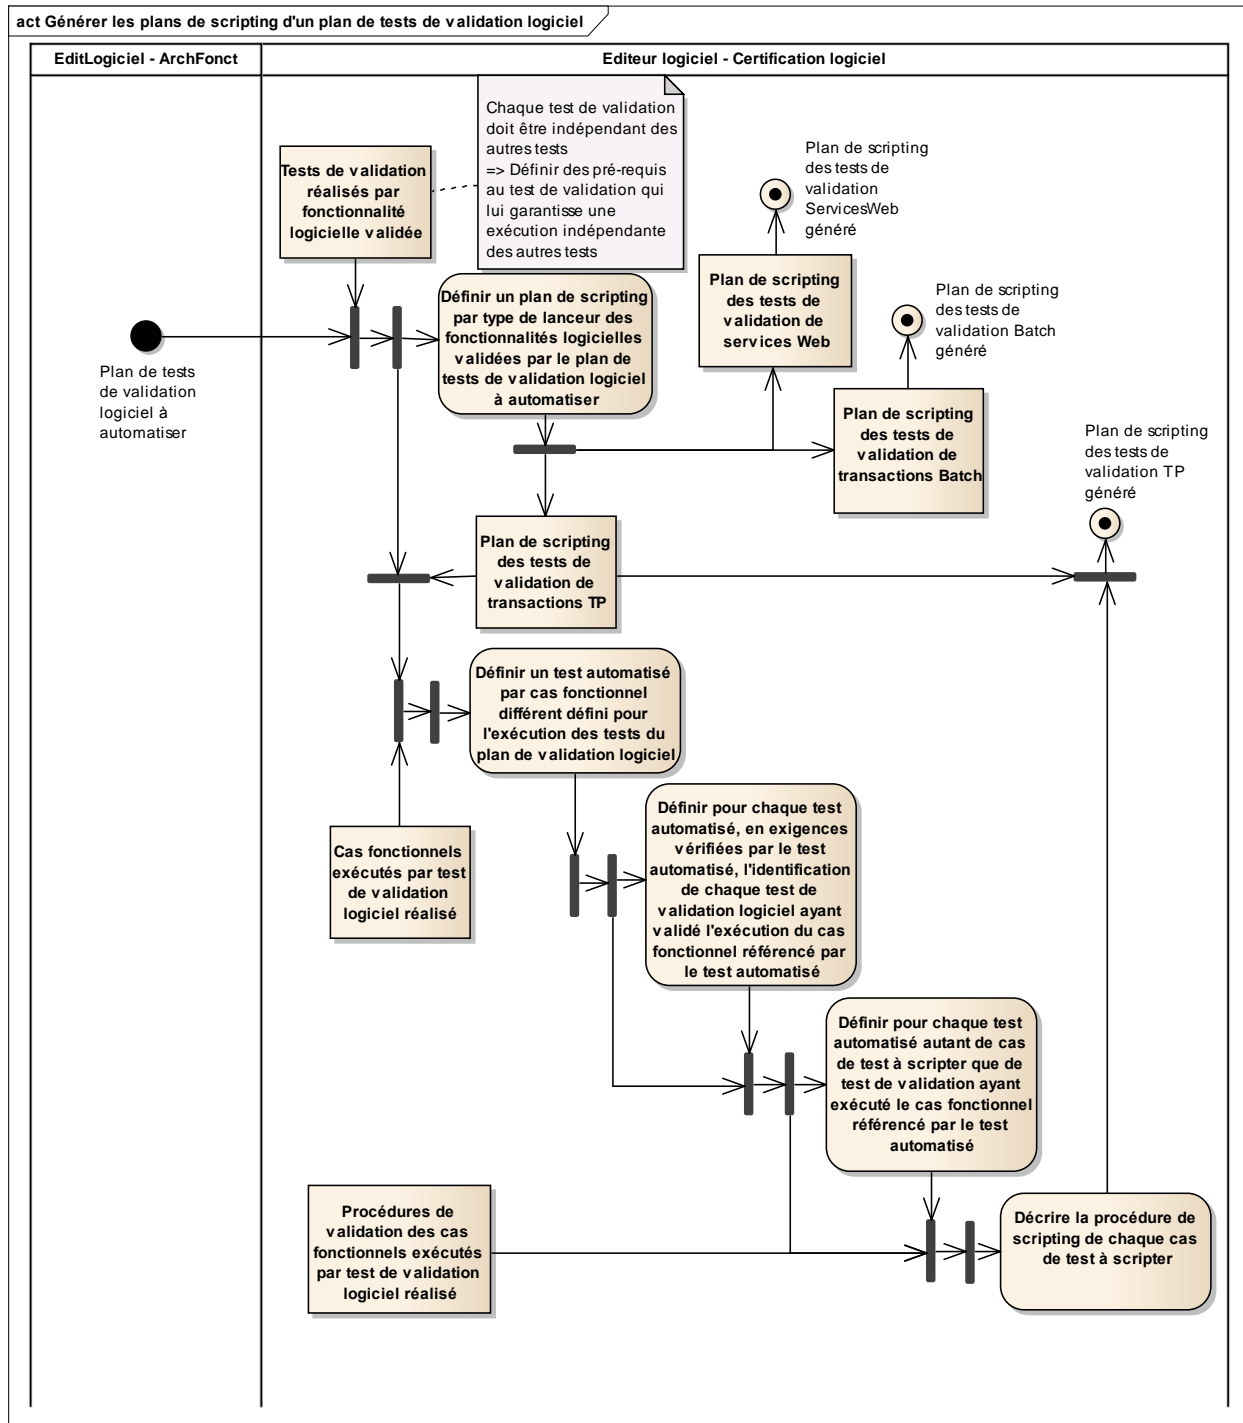 act Générer les plans de scripting d'un plan de tests de validation logiciel
EditLogiciel - ArchFonct
Editeur logiciel - Certification logiciel
Chaque test de validation
doit être indépendant des
autres tests
=> Définir des pré-requis
au test de validation qui
lui garantisse une
exécution indépendante
des autres tests
Tests de validation
réalisés par
fonctionnalité
logicielle validée
Plan de scripting
des tests de
validation
ServicesWeb
généré
Plan de scripting
des tests de
validation de
services Web
Plan de scripting
des tests de
validation Batch
généré
Définir un plan de scripting
par type de lanceur des
fonctionalités logicielles
validées par le plan de
tests de validation logiciel
à automatiser
Plan de tests
de validation
logiciel à
automatiser
Plan de scripting
des tests de
validation de
transactions Batch
Plan de scripting
des tests de
validation TP
généré
Plan de scripting
des tests de
validation de
transactions TP
Définir un test automatisé
par cas fonctionnel
différent défini pour
l'exécution des tests du
plan de validation logiciel
Cas fonctionnels
exécutés par test
de validation
logiciel réalisé
Définir pour chaque test
automatisé, en exigences
vérifiées par le test
automatisé, l'identification
de chaque test de
validation logiciel ayant
validé l'exécution du cas
fonctionnel référencé par
le test automatisé
Définir pour chaque test
automatisé autant de cas
de test à scripter que de
test de validation ayant
exécuté le cas fonctionnel
référencé par le test
automatisé
Procédures de
validation des cas
fonctionnels exécutés
par test de validation
logiciel réalisé
Décrire la procédure de
scripting de chaque cas
de test à scripter